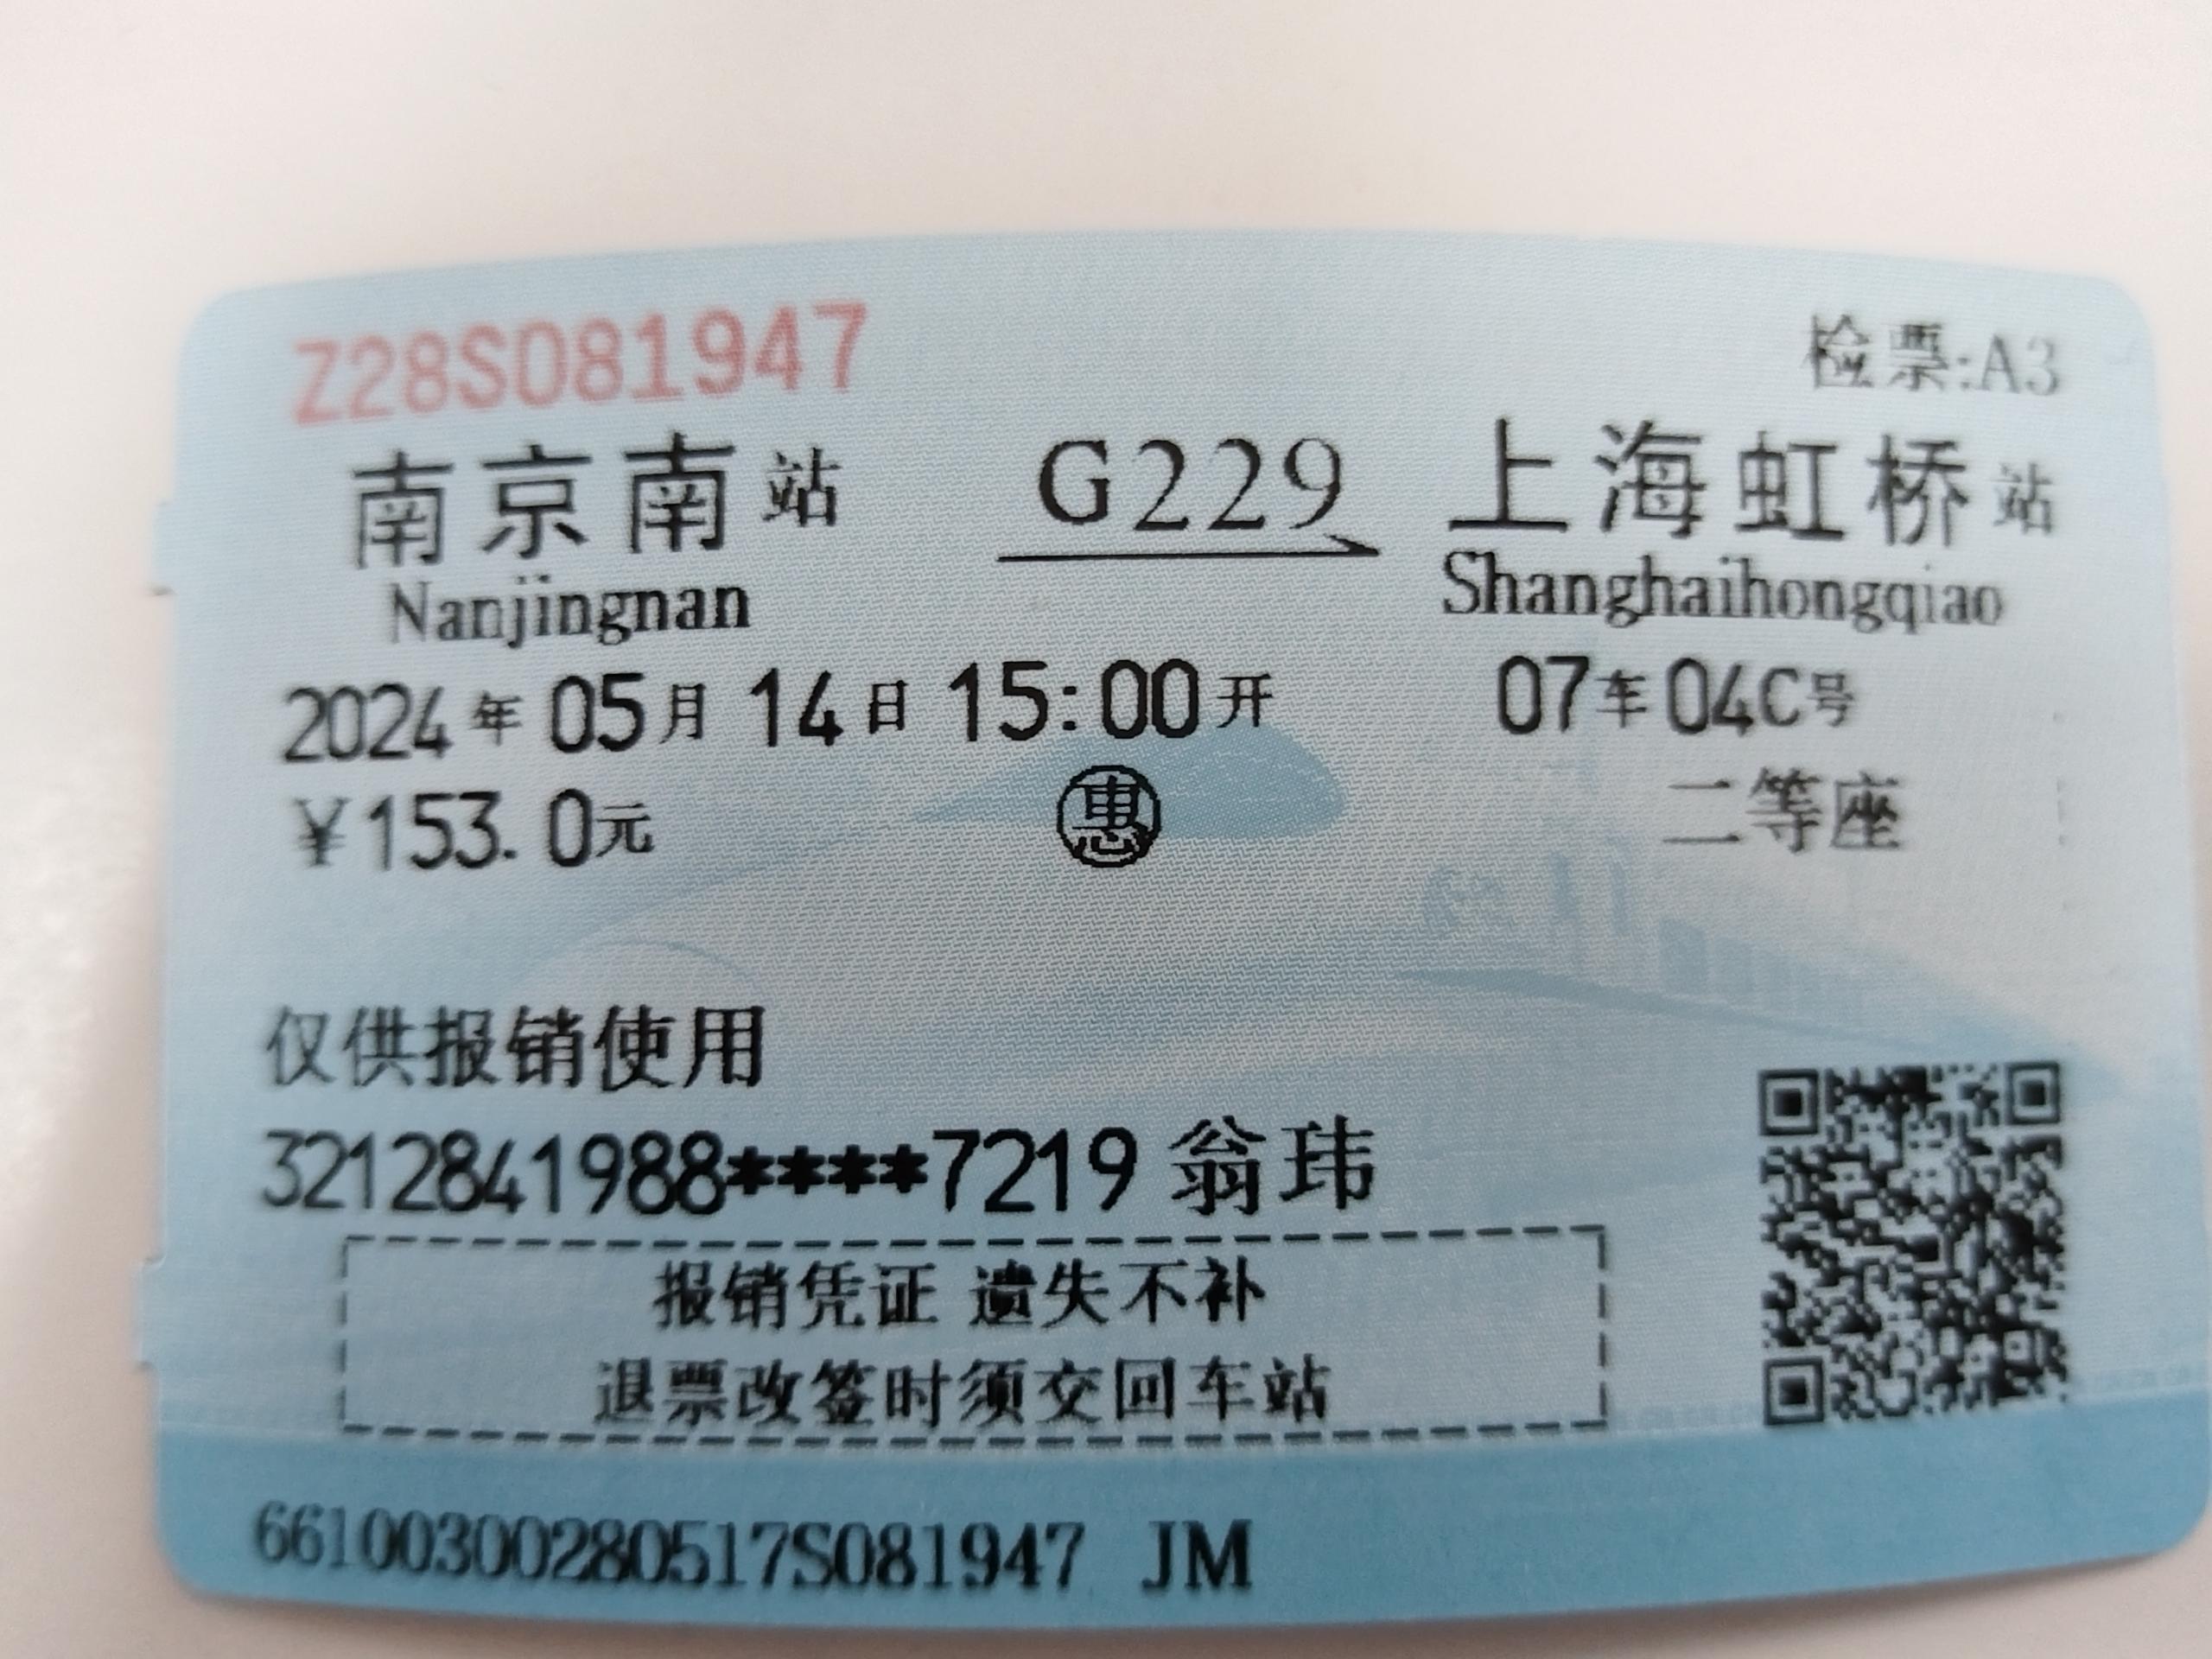 Z28S081947
检票:A3
南京南站 G229 上海虹桥站
Nanjingnan Shanghaihongqiao
2024年05月14日15:00开 07车04C号
¥153.0元 惠 二等座
仅供报销使用
3212841988****7219 翁玮
报销凭证 遗失不补
退票改签时须交回车站
66100300280517S081947 JM